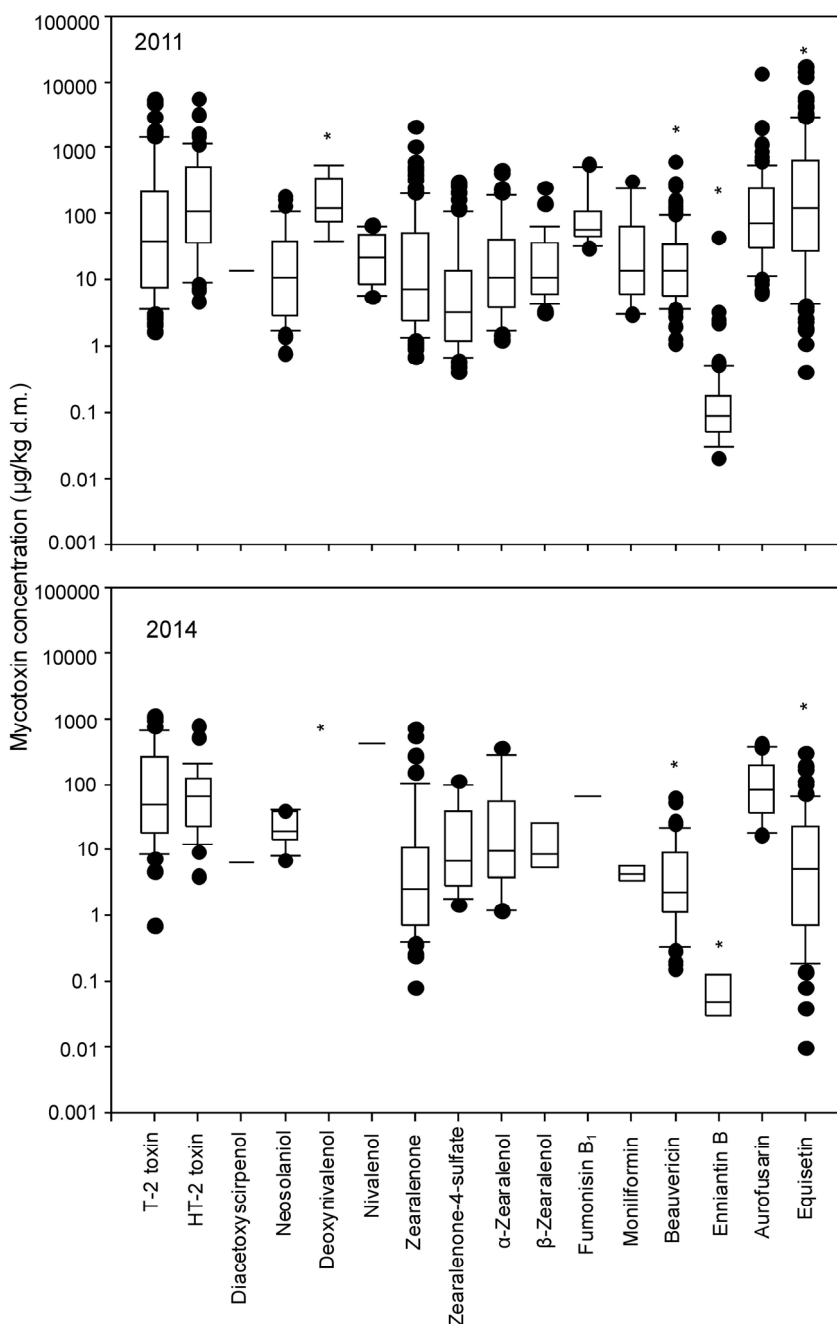 Mycotoxin concentration (µg/kg d.m.)
2011
100000
10000
1000
100
10
1
0.1
0.01
0.001
*
*
*
*
2014
100000
10000
1000
100
10
1
0.1
0.01
0.001
*
*
*
*
T-2 toxin
HT-2 toxin
Diacetoxyscirpenol
Neosolaniol
Deoxynivalenol
Nivalenol
Zearalenone
Zearalenone-4-sulfate
α-Zearalenol
β-Zearalenol
Fumonisin B₁
Moniliformin
Beauvericin
Enniantin B
Aurofusarin
Equisetin